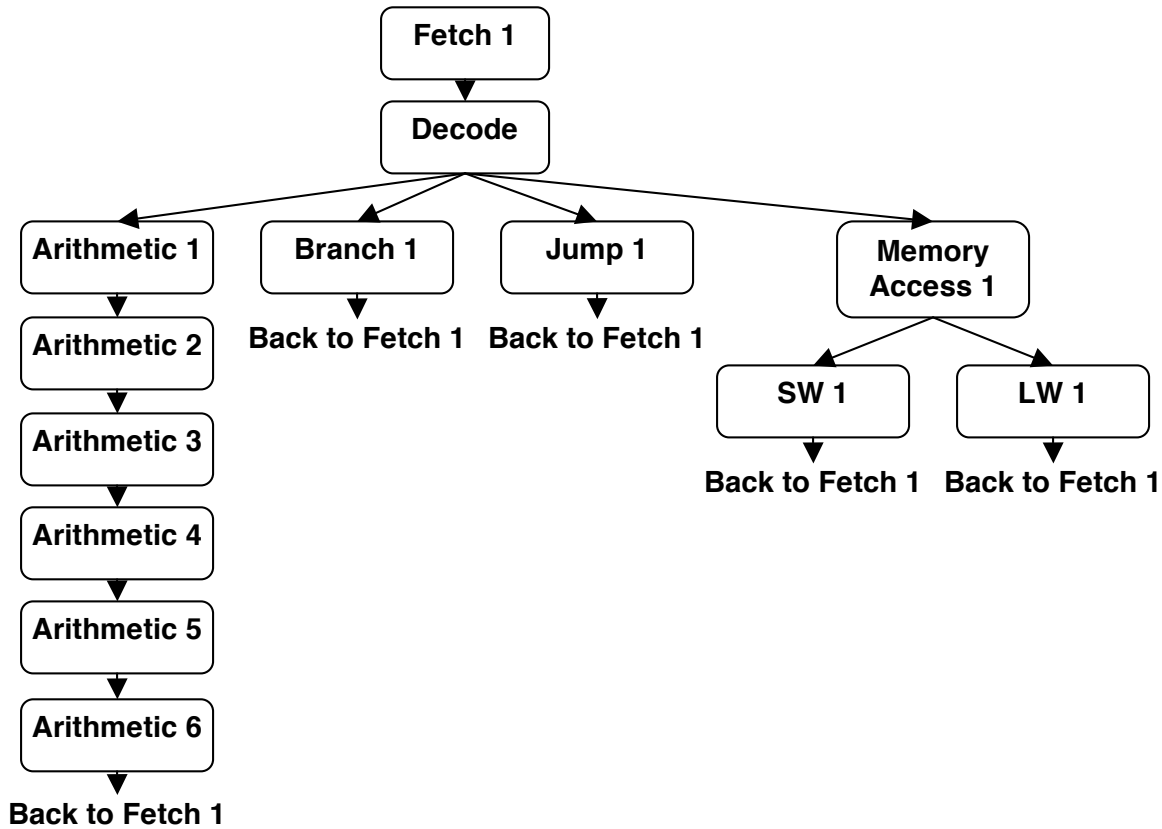 Fetch 1
Decode
Arithmetic 1
Branch 1
Jump 1
Memory
Access 1
Arithmetic 2
Back to Fetch 1
Back to Fetch 1
SW 1
LW 1
Arithmetic 3
Back to Fetch 1
Back to Fetch 1
Arithmetic 4
Arithmetic 5
Arithmetic 6
Back to Fetch 1